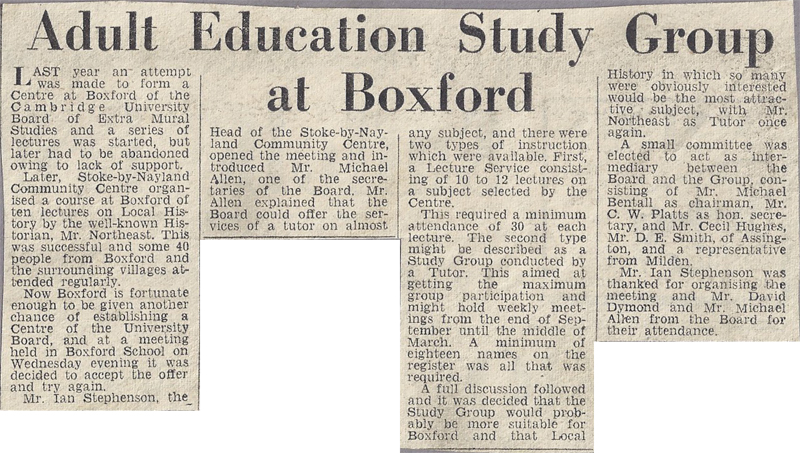 Adult Education Study Group
at Boxford
LAST year an attempt
was made to form a
Centre at Boxford of the
Cambridge University
Board of Extra Mural
Studies and a series of
lectures was started, but
later had to be abandoned
owing to lack of support.
Later, Stoke-by-Nayland
Community Centre organ-
ised a course at Boxford of
ten lectures on Local His-
tory by the well-known His-
torian, Mr. Northeast. This
was successful and some 40
people from Boxford and
the surrounding villages at-
tended regularly.
Now Boxford is fortunate
enough to be given another
chance of establishing a
Centre of the University
Board, and at a meeting
held in Boxford School on
Wednesday evening it was
decided to accept the offer
and try again.
Mr. Ian Stephenson, the
Head of the Stoke-by-Nay-
land Community Centre,
opened the meeting and in-
troduced Mr. Michael
Allen, one of the secre-
taries of the Board. Mr.
Allen explained that the
Board could offer the ser-
vices of a tutor on almost
any subject, and there were
two types of instruction
which were available. First,
a Lecture Service consist-
ing of 10 to 12 lectures on
a subject selected by the
Centre.
This required a minimum
attendance of 30 at each
lecture. The second type
might be described as a
Study Group conducted by
a Tutor. This aimed at
getting the maximum
group participation and
might hold weekly meet-
ings from the end of Sep-
tember until the middle of
March. A minimum of
eighteen names on the
register was all that was
required.
A full discussion followed
and it was decided that the
Study Group would prob-
ably be more suitable for
Boxford and that Local
History in which so many
were obviously interested
would be the most attrac-
tive subject, with Mr.
Northeast as Tutor once
again.
A small committee was
elected to act as inter-
mediary between the
Board and the Group, con-
sisting of Mr. Michael
Bentall as chairman, Mr.
C. W. Platts as hon. secre-
tary, and Mr. Cecil Hughes,
Mr. D. E. Smith, of Assing-
ton, and a representative
from Milden.
Mr. Ian Stephenson was
thanked for organising the
meeting and Mr. David
Dymond and Mr. Michael
Allen from the Board for
their attendance.